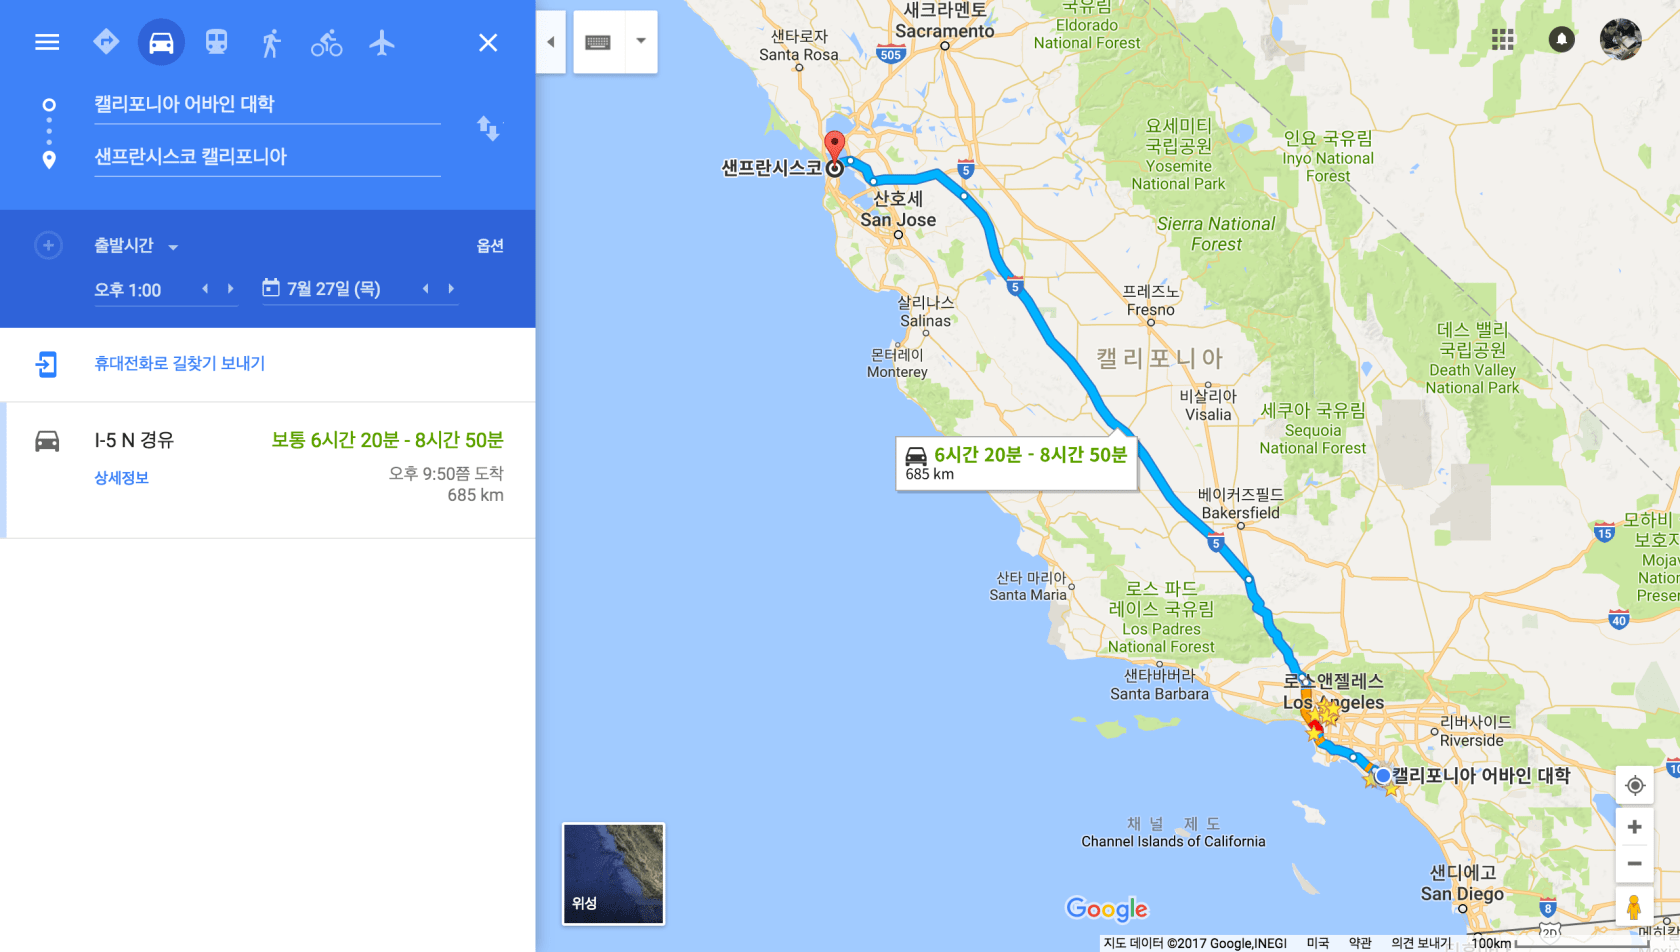 캘리포니아 어바인 대학
샌프란시스코 캘리포니아
출발시간
옵션
오후 1:00
7월 27일 (목)
휴대전화로 길찾기 보내기
I-5 N 경유
보통 6시간 20분 - 8시간 50분
상세정보
오후 9:50쯤 도착
685 km
위성
새크라멘토
Sacramento
산타로자
Santa Rosa
505
국유림
Eldorado
National Forest
요세미티
국립공원
Yosemite
National Park
인요 국유림
Inyo National
Forest
샌프란시스코
5
산호세
San Jose
Sierra National
Forest
5
살리나스
Salinas
프레즈노
Fresno
몬터레이
Monterey
캘리포니아
데스 밸리
국립공원
Death Valley
National Park
비살리아
Visalia
세쿠아 국유림
Sequoia
National Forest
6시간 20분 - 8시간 50분
685 km
베이커즈필드
Bakersfield
5
15
모하비
보호지
Moja
Natior
Preser
산타 마리아
Santa Maria
로스 파드
레이스 국유림
Los Padres
National Forest
40
샌타바버라
Santa Barbara
로스앤젤레스
Los Angeles
리버사이드
Riverside
캘리포니아 어바인 대학
10
채널 제도
Channel Islands of California
샌디에고
San Diego
8
2D
Google
지도 데이터 ©2017 Google,INEGI
미국
약관
의견 보내기
100km